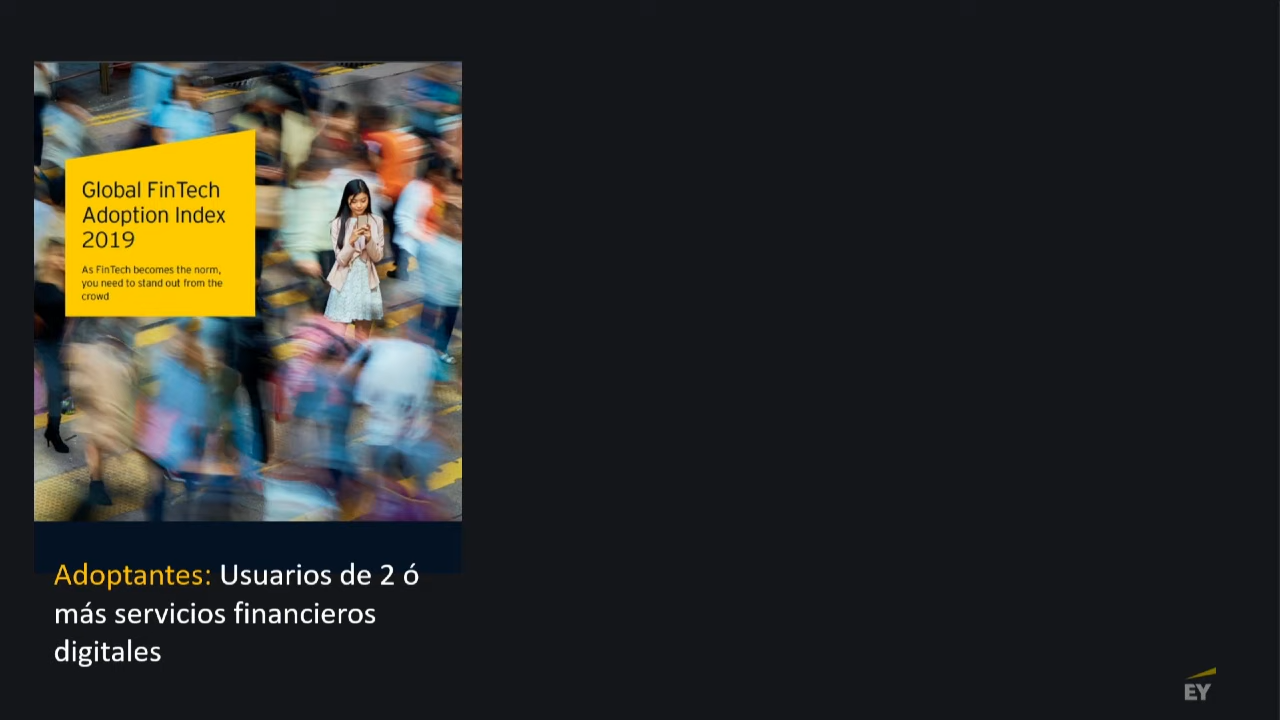 Global FinTech
Adoption Index
2019
As FinTech becomes the norm,
you need to stand out from the
crowd
Adoptantes: Usuarios de 2 ó
más servicios financieros
digitales
EY